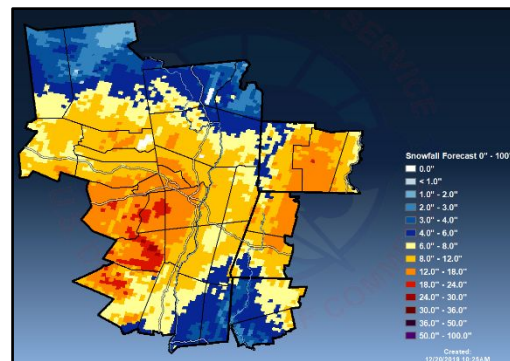 Snowfall Forecast 0" - 100"
0.0"
< 1.0"
1.0" - 2.0"
2.0" - 3.0"
3.0" - 4.0"
4.0" - 6.0"
6.0" - 8.0"
8.0" - 12.0"
12.0" - 18.0"
18.0" - 24.0"
24.0" - 30.0"
30.0" - 36.0"
36.0" - 50.0"
50.0" - 100.0"
Created: